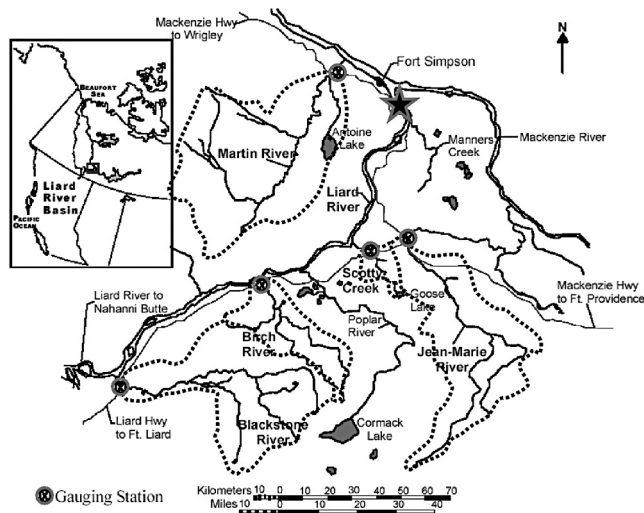 Mackenzie Hwy
to Wrigley
N
Fort Simpson
BEAUFORT
SEA
Antoine
Lake
Manners
Creek
Mackenzie River
Martin River
Liard
River
LIARD
RIVER
BASIN
PACIFIC
OCEAN
Scotty
Creek
Mackenzie Hwy
to Ft. Providence
Liard River to
Nahanni Butte
Goose
Lake
Poplar
River
Birch
River
Jean-Marie
River
Liard Hwy
to Ft. Liard
Blackstone
River
Cormack
Lake
Gauging Station
Kilometers 10 0 10 20 30 40 50 60 70
Miles 10 0 10 20 30 40